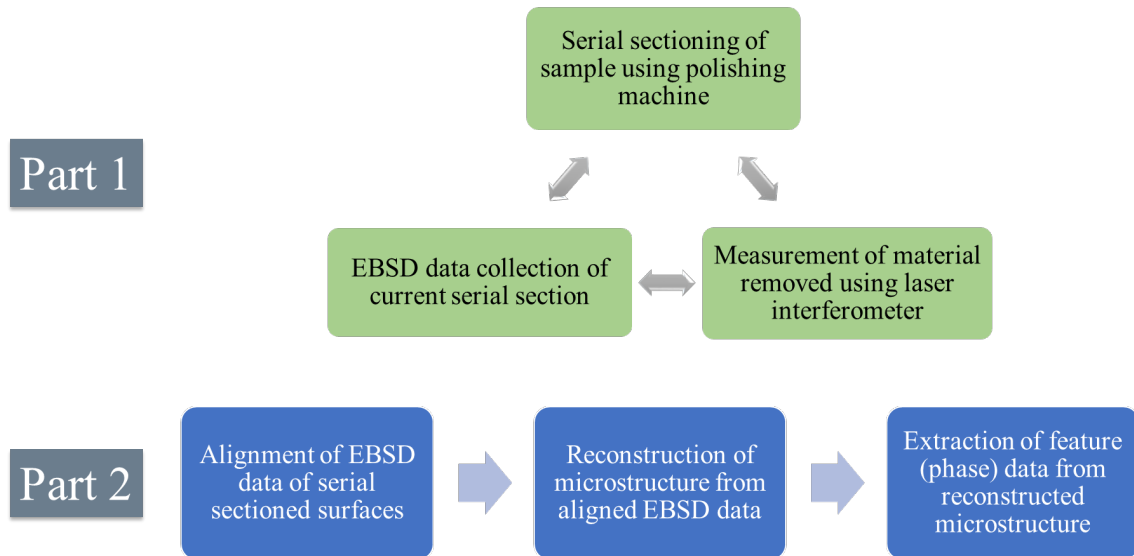 Serial sectioning of
sample using polishing
machine
Part 1
EBSD data collection of
current serial section
Measurement of material
removed using laser
interferometer
Part 2
Alignment of EBSD
data of serial
sectioned surfaces
Reconstruction of
microstructure from
aligned EBSD data
Extraction of feature
(phase) data from
reconstructed
microstructure